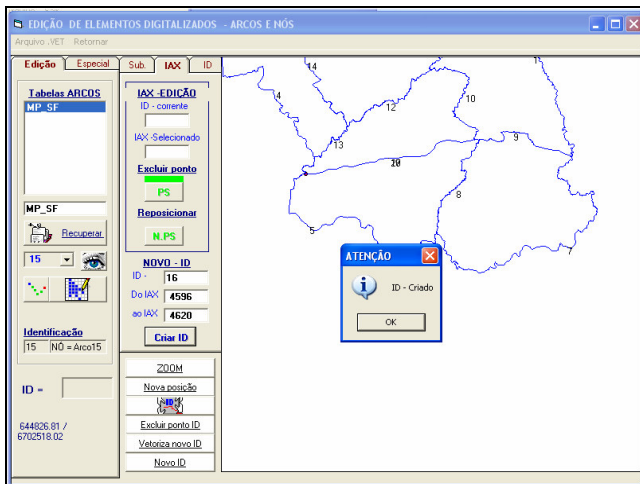 EDIÇÃO DE ELEMENTOS DIGITALIZADOS - ARCOS E NÓS
Arquivo .VET Retornar
Edição Especial
Tabelas ARCOS
MP_SF
MP_SF
Recuperar
15
Identificação
15 NÓ = Arco15
ID =
644826.81 /
6702518.02
Sub. IAX ID
IAX -EDIÇÃO
ID - corrente
IAX -Selecionado
Excluir ponto
PS
Reposicionar
N.PS
NOVO - ID
ID - 16
Do IAX 4596
ao IAX 4620
Criar ID
ZOOM
Nova posição
ID
Excluir ponto ID
Vetoriza novo ID
Novo ID
14
4
12
10
13
9
8
5
7
ATENÇÃO
ID - Criado
OK